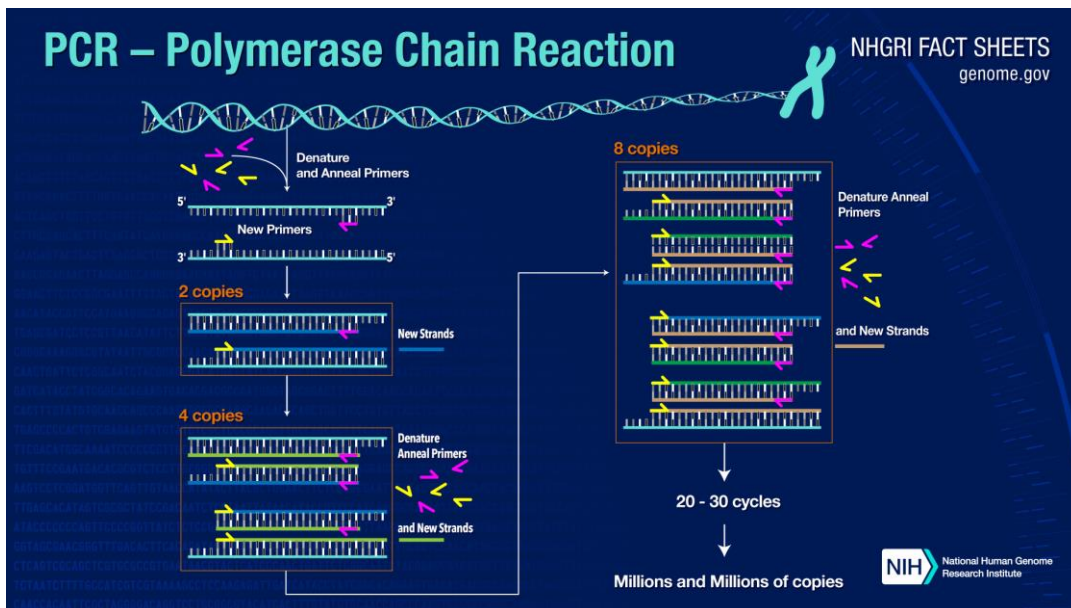 PCR – Polymerase Chain Reaction
NHGRI FACT SHEETS
genome.gov
Denature
and Anneal Primers
5'
3'
New Primers
3'
5'
2 copies
New Strands
4 copies
Denature
Anneal Primers
and New Strands
8 copies
Denature Anneal
Primers
and New Strands
20 - 30 cycles
Millions and Millions of copies
NIH
National Human Genome
Research Institute